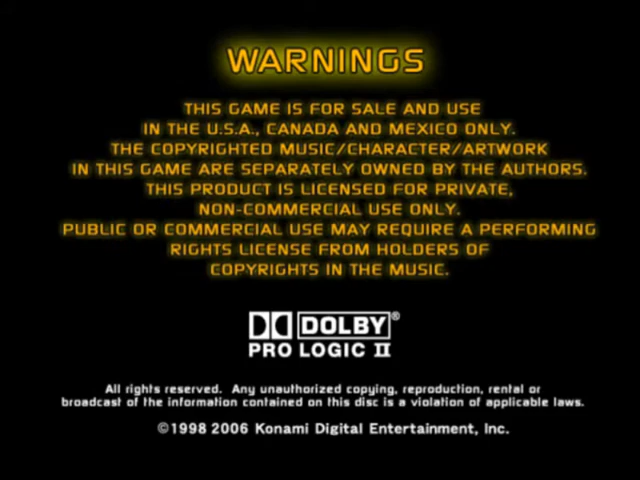 WARNINGS
THIS GAME IS FOR SALE AND USE
IN THE U.S.A., CANADA AND MEXICO ONLY.
THE COPYRIGHTED MUSIC/CHARACTER/ARTWORK
IN THIS GAME ARE SEPARATELY OWNED BY THE AUTHORS.
THIS PRODUCT IS LICENSED FOR PRIVATE,
NON-COMMERCIAL USE ONLY.
PUBLIC OR COMMERCIAL USE MAY REQUIRE A PERFORMING
RIGHTS LICENSE FROM HOLDERS OF
COPYRIGHTS IN THE MUSIC.
DOLBY®
PRO LOGIC II
All rights reserved. Any unauthorized copying, reproduction, rental or
broadcast of the information contained on this disc is a violation of applicable laws.
©1998 2006 Konami Digital Entertainment, Inc.